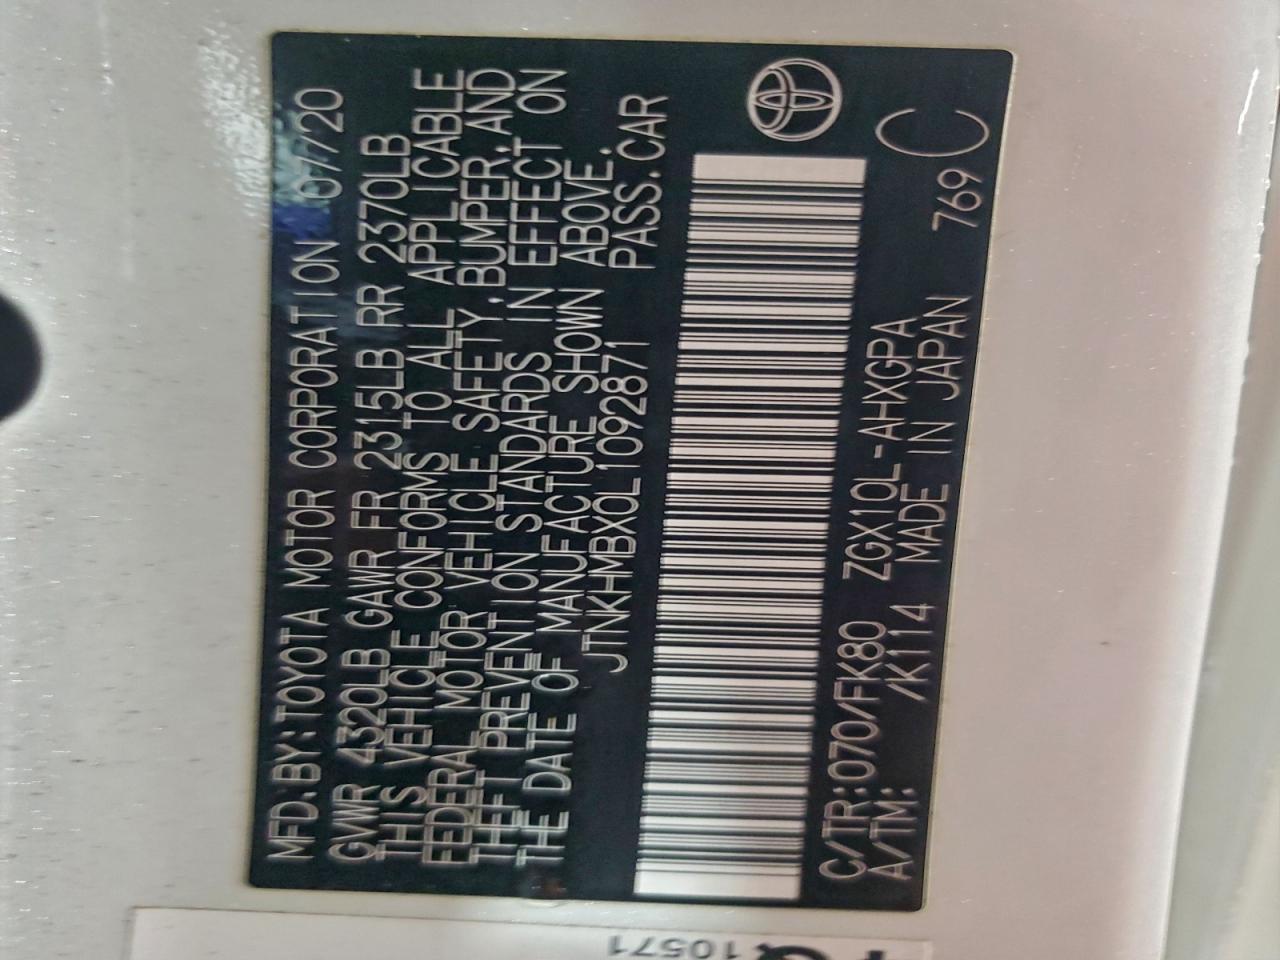 MFD.BY:TOYOTA MOTOR CORPORATION 07/20
GVWR 4320LB GAWR FR 2315LB RR 2370LB
THIS VEHICLE CONFORMS TO ALL APPLICABLE
FEDERAL MOTOR VEHICLE SAFETY, BUMPER, AND
THEFT PREVENTION STANDARDS IN EFFECT ON
THE DATE OF MANUFACTURE SHOWN ABOVE.
JTNKHMBX0L1092871 PASS.CAR
C/TR:070/FK80 ZGX10L-AHXGPA C
A/TM: /K114 MADE IN JAPAN 769
10571